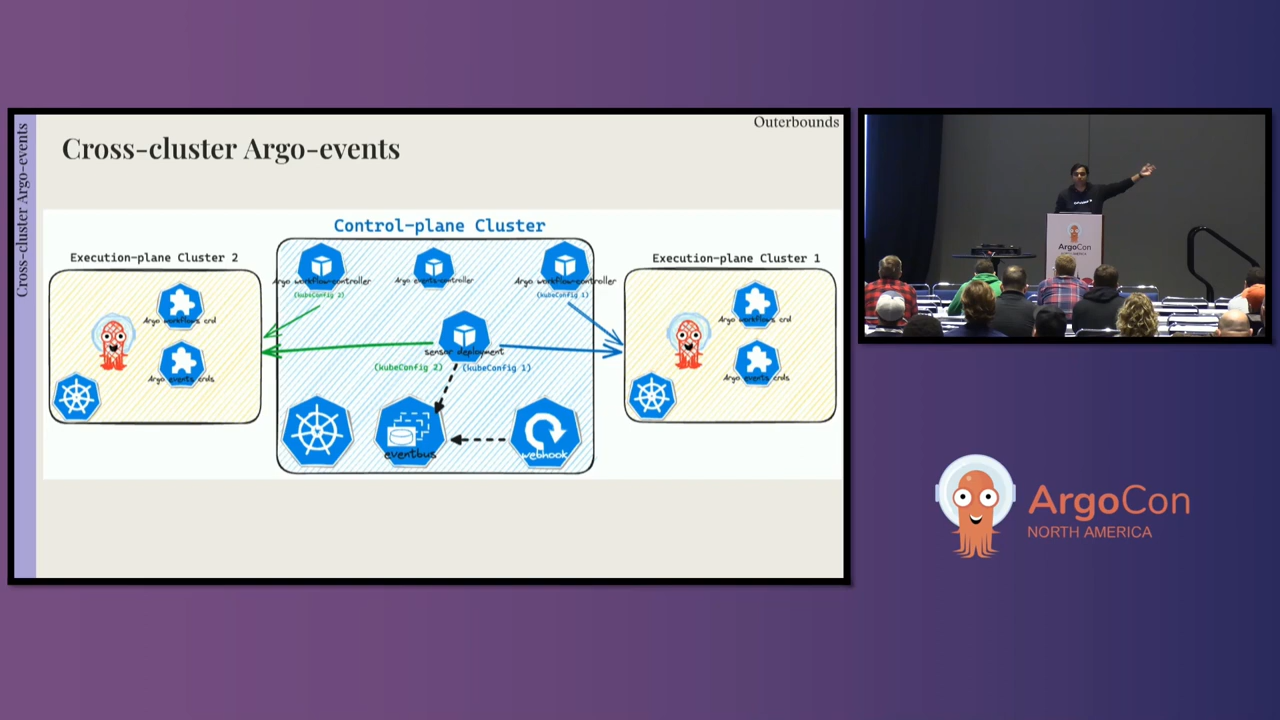 Cross-cluster Argo-events
Outerbounds
Cross-cluster Argo-events
Control-plane Cluster
Execution-plane Cluster 2
Execution-plane Cluster 1
Argo workflow-controller
Argo events-controller
Argo workflow-controller
(kubeConfig 2)
(kubeConfig 1)
Argo workflows crd
Argo workflows crd
sensor deployment
(kubeConfig 2)
(kubeConfig 1)
Argo events crds
Argo events crds
eventbus
webhook
ArgoCon
ArgoCon
NORTH AMERICA